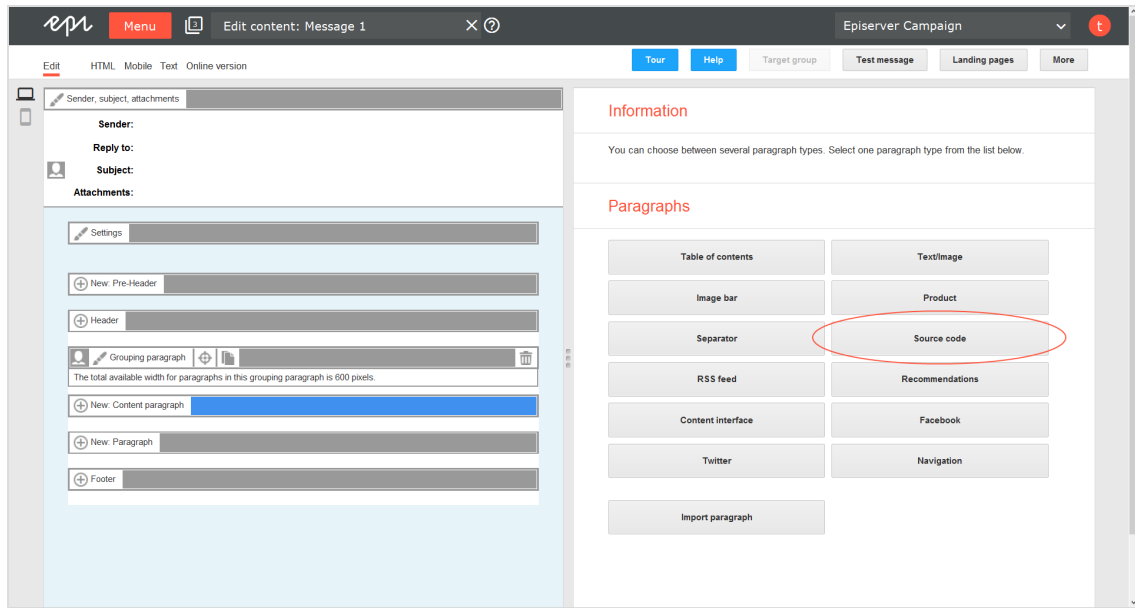 epi Menu 3 Edit content: Message 1 Episerver Campaign t
Edit HTML Mobile Text Online version Tour Help Target group Test message Landing pages More
Sender, subject, attachments
Sender:
Reply to:
Subject:
Attachments:
Settings
New: Pre-Header
Header
Grouping paragraph
The total available width for paragraphs in this grouping paragraph is 600 pixels.
New: Content paragraph
New: Paragraph
Footer
Information
You can choose between several paragraph types. Select one paragraph type from the list below.
Paragraphs
Table of contents Text/Image
Image bar Product
Separator Source code
RSS feed Recommendations
Content interface Facebook
Twitter Navigation
Import paragraph